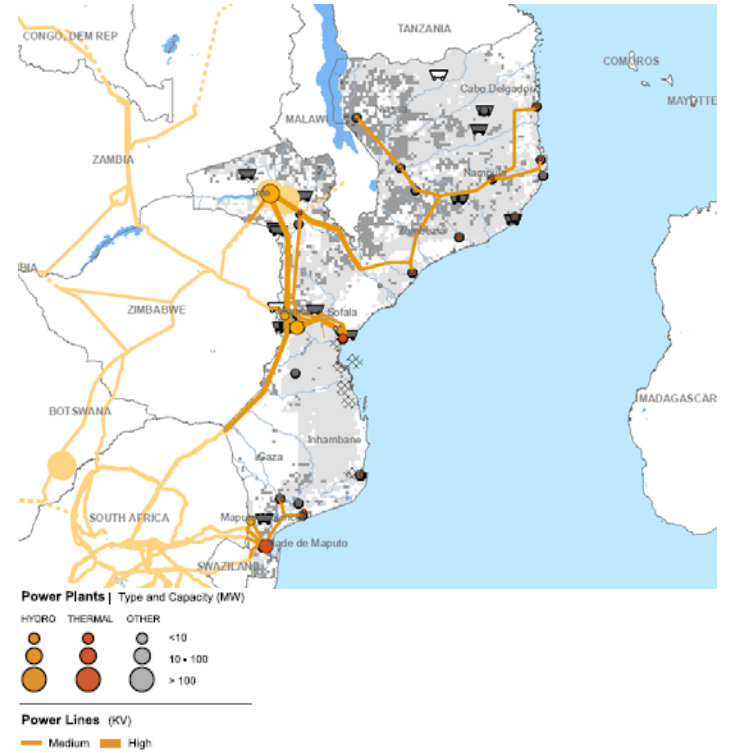 TANZANIA
CONGO, DEM REP
COMOROS
Cabo Delgado
MAYOTTE
Niassa
MALAWI
ZAMBIA
Nampula
Tete
Zambezia
ZIMBABWE
Sofala
MADAGASCAR
BOTSWANA
Inhambane
Gaza
SOUTH AFRICA
Maputo
SWAZILAND
Power Plants | Type and Capacity (MW)
HYDRO THERMAL OTHER
<10
10 - 100
> 100
Power Lines (KV)
Medium High